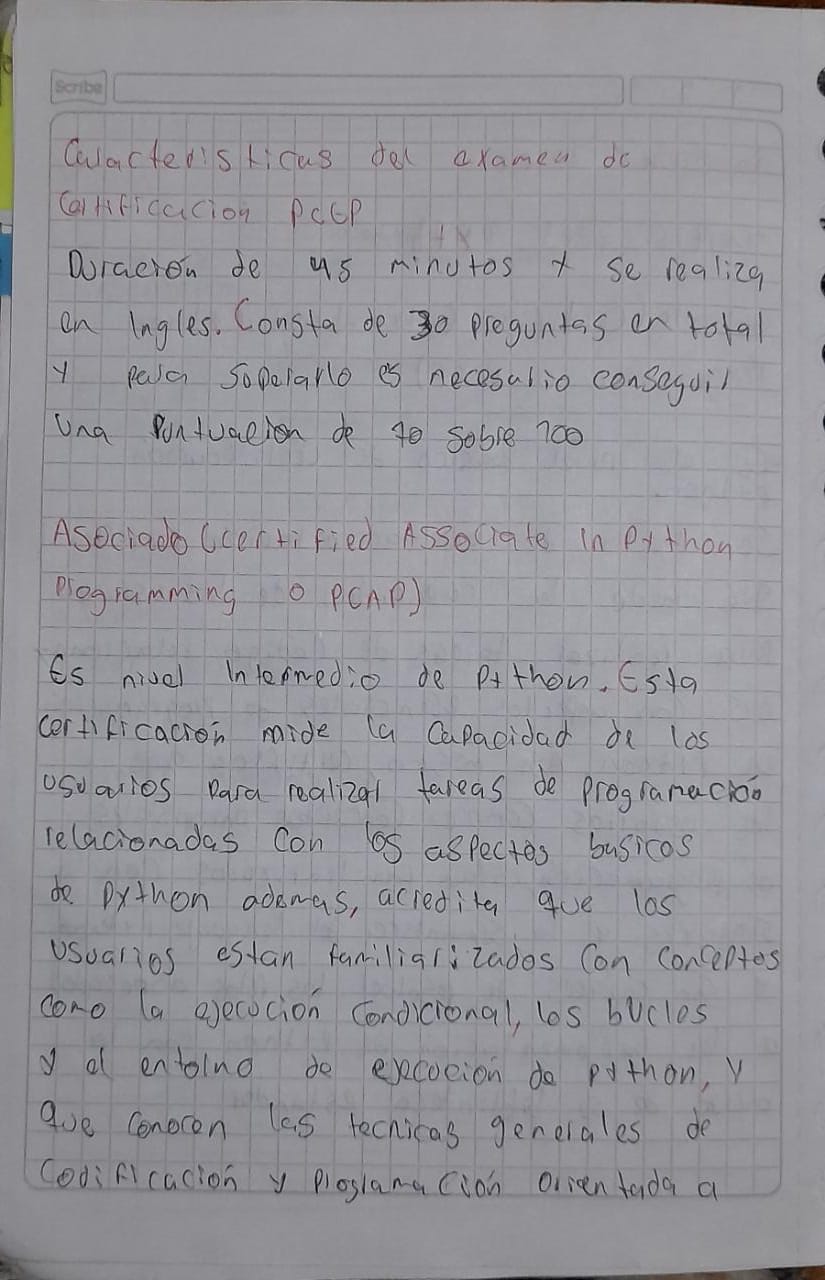 Scribe
Caracteristicas del examen de
Certificacion PCEP
Duración de 45 minutos y se realiza
en Ingles. Consta de 30 preguntas en total
y para Superarlo es necesario conseguir
Una Puntuacion de 70 sobre 100
Asociado (certified Associate in Python
Programming o PCAP)
Es nivel Intermedio de Python. Esta
certificación mide la Capacidad de los
usuarios para realizar tareas de programación
relacionadas con los aspectos basicos
de Python ademas, acredita que los
usuarios estan familiarizados con conceptos
como la ejecución condicional, los bucles
y el entorno de ejecución de python, y
que conocen las tecnicas generales de
Codificación y Programación orientada a